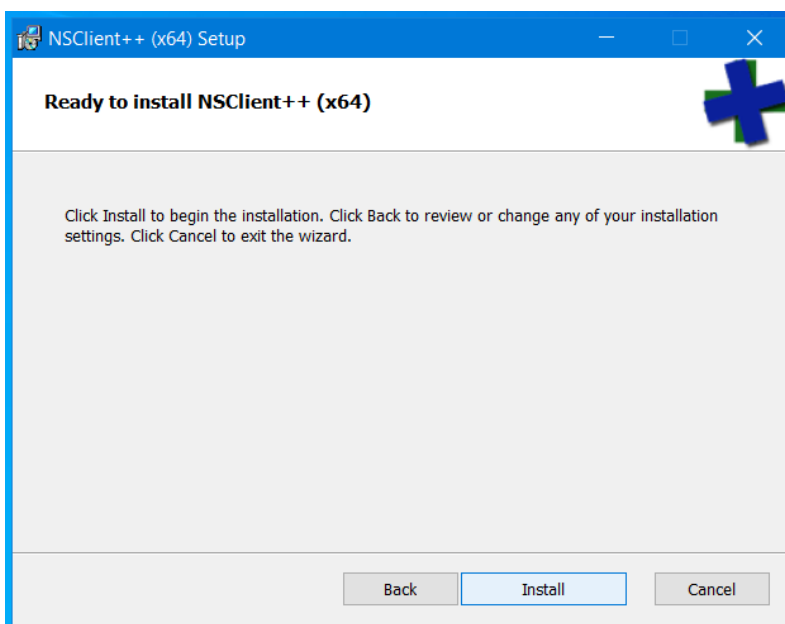 NSClient++ (x64) Setup
Ready to install NSClient++ (x64)
Click Install to begin the installation. Click Back to review or change any of your installation
settings. Click Cancel to exit the wizard.
Back Install Cancel